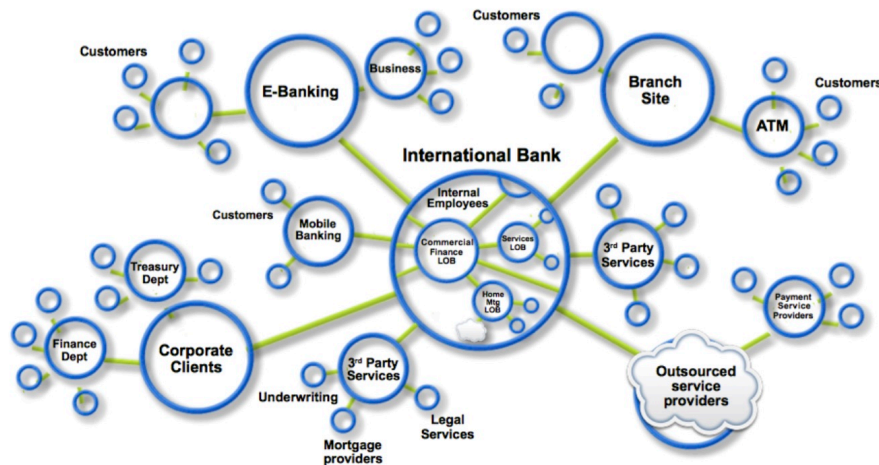 Customers
E-Banking
Business
Customers
Branch
Site
ATM
Customers
International Bank
Internal
Employees
Customers
Mobile
Banking
Commercial
Finance
LOB
Services
LOB
Home
Mtg
LOB
3rd Party
Services
Treasury
Dept
Finance
Dept
Corporate
Clients
3rd Party
Services
Underwriting
Mortgage
providers
Legal
Services
Payment
Service
Providers
Outsourced
service
providers